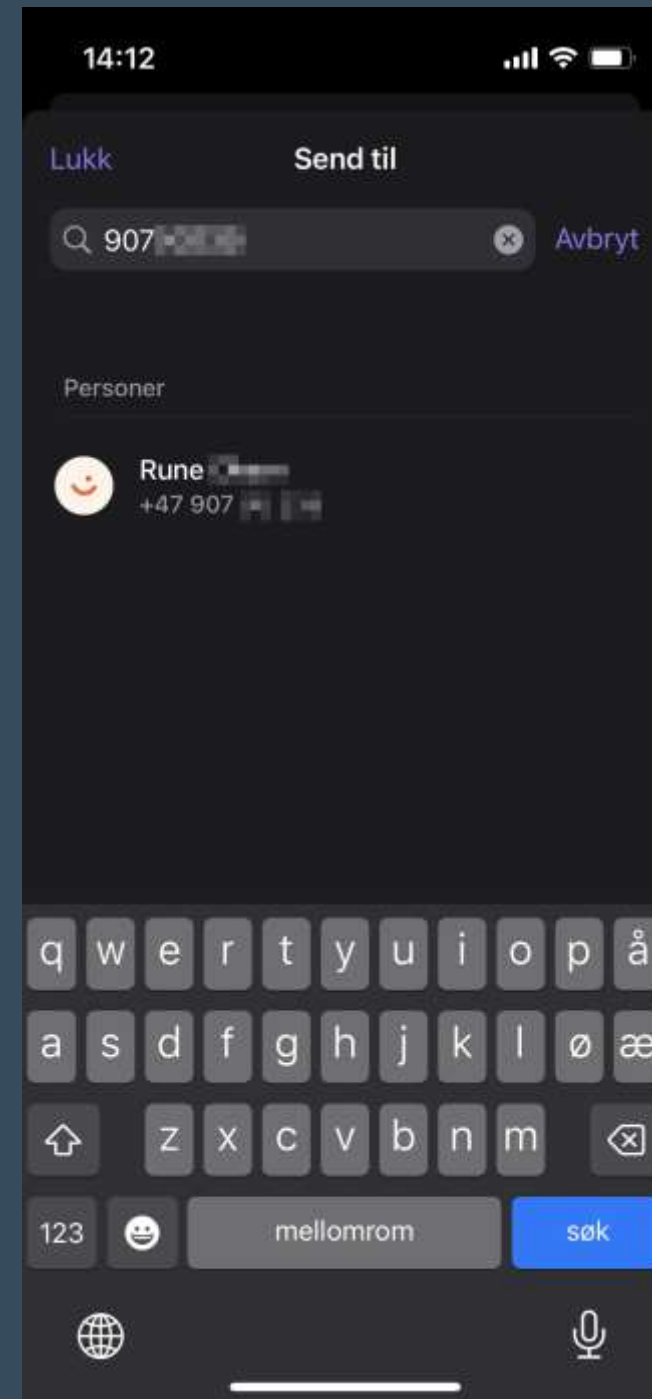 14:12
Lukk Send til
907 Avbryt
Personer
Rune
+47 907
q w e r t y u i o p å
a s d f g h j k l ø æ
z x c v b n m
123 mellomrom søk